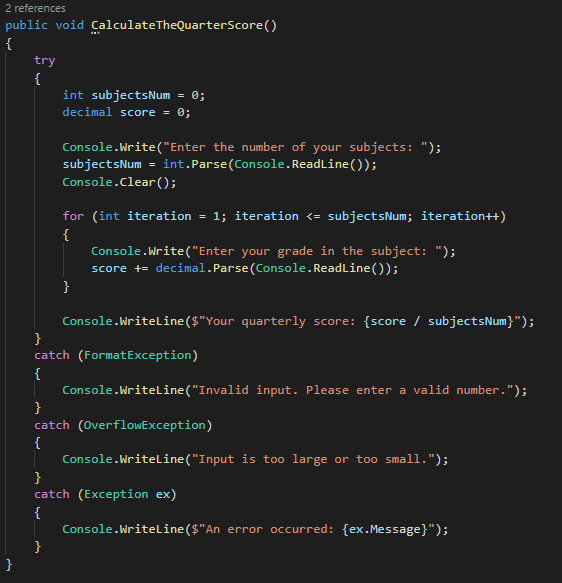 2 references
public void CalculateTheQuarterScore()
{
try
{
int subjectsNum = 0;
decimal score = 0;
Console.Write("Enter the number of your subjects: ");
subjectsNum = int.Parse(Console.ReadLine());
Console.Clear();
for (int iteration = 1; iteration <= subjectsNum; iteration++)
{
Console.Write("Enter your grade in the subject: ");
score += decimal.Parse(Console.ReadLine());
}
Console.WriteLine($"Your quarterly score: {score / subjectsNum}");
}
catch (FormatException)
{
Console.WriteLine("Invalid input. Please enter a valid number.");
}
catch (OverflowException)
{
Console.WriteLine("Input is too large or too small.");
}
catch (Exception ex)
{
Console.WriteLine($"An error occurred: {ex.Message}");
}
}